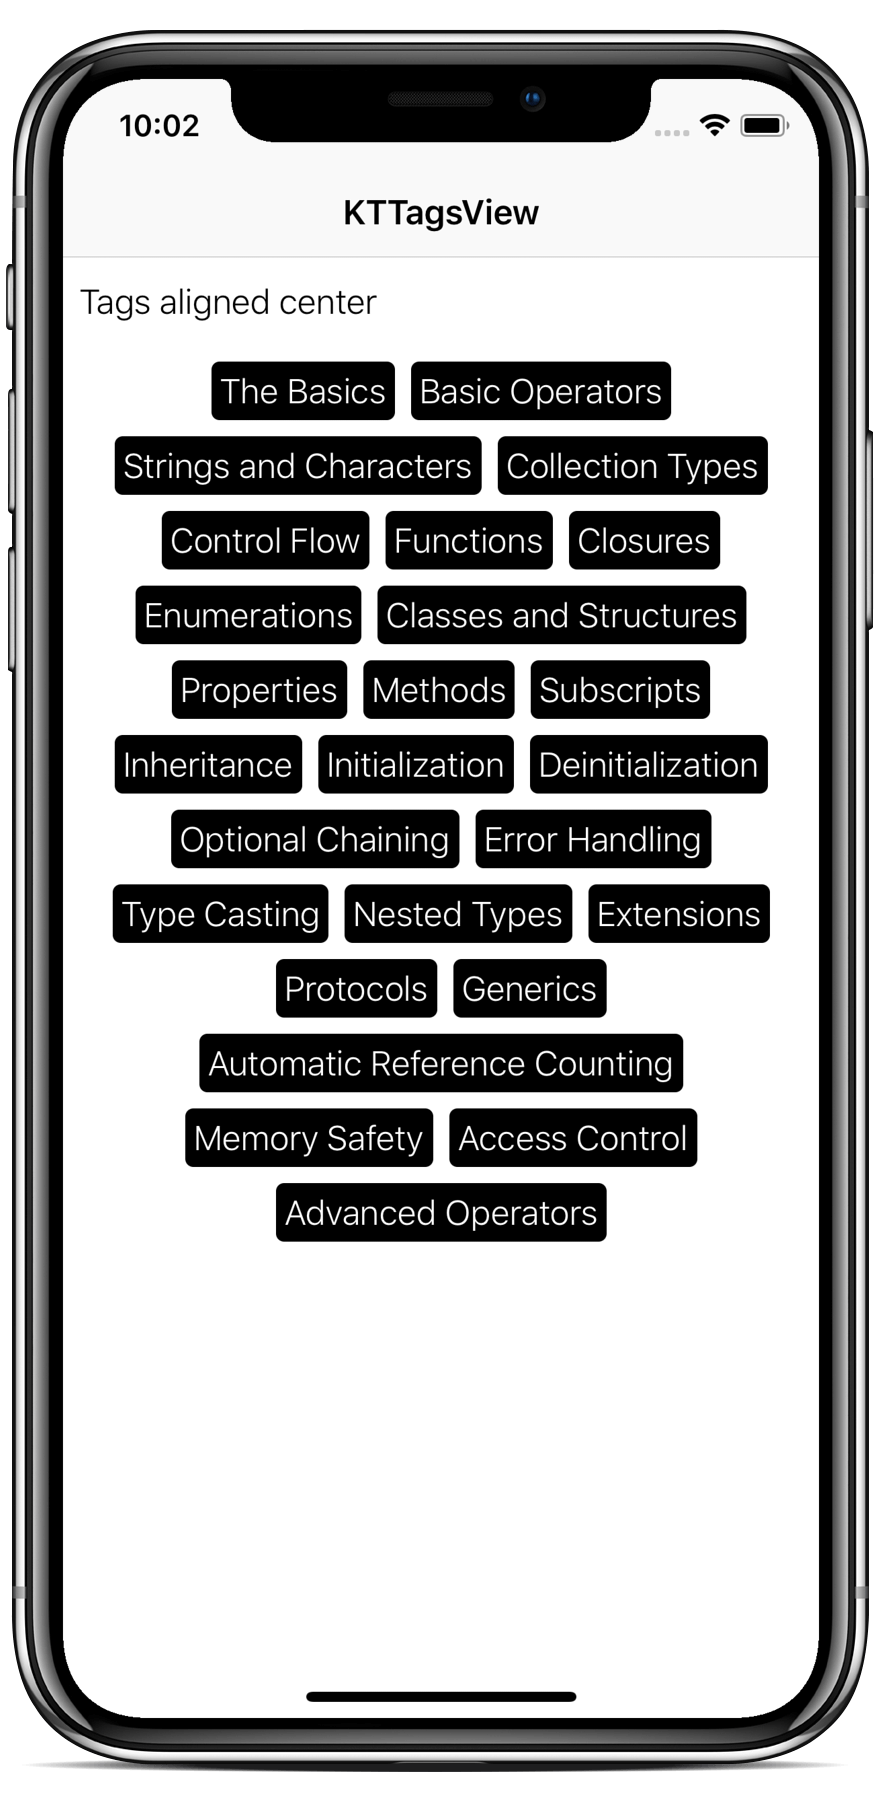 10:02
KTTagsView
Tags aligned center
The Basics Basic Operators
Strings and Characters Collection Types
Control Flow Functions Closures
Enumerations Classes and Structures
Properties Methods Subscripts
Inheritance Initialization Deinitialization
Optional Chaining Error Handling
Type Casting Nested Types Extensions
Protocols Generics
Automatic Reference Counting
Memory Safety Access Control
Advanced Operators